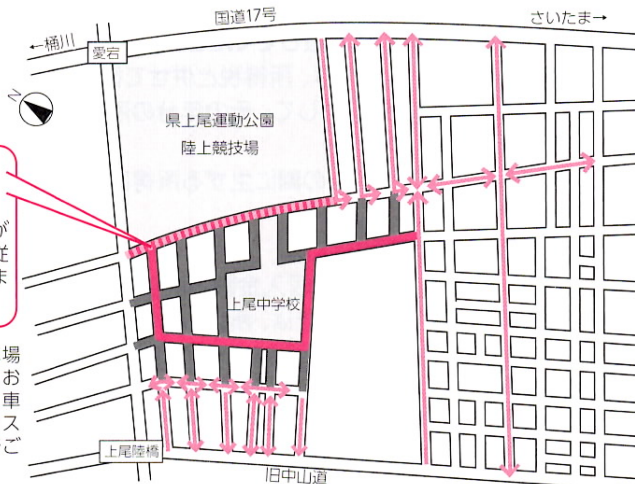 国道17号
さいたま→
←桶川
愛宕
N
県上尾運動公園
陸上競技場
が
従
ま
上尾中学校
場
お
車
ス
ご
上尾陸橋
旧中山道